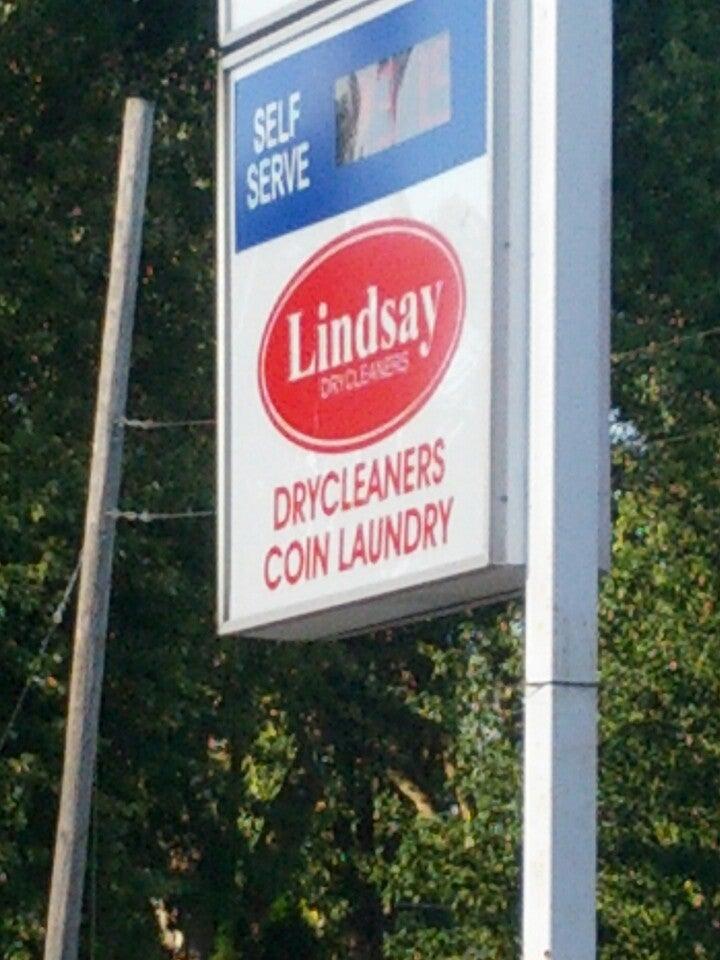 SELF
SERVE
Lindsay
DRYCLEANERS
DRYCLEANERS
COIN LAUNDRY